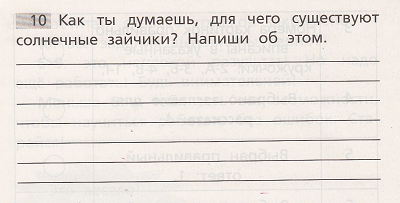 10 Как ты думаешь, для чего существуют
солнечные зайчики? Напиши об этом.